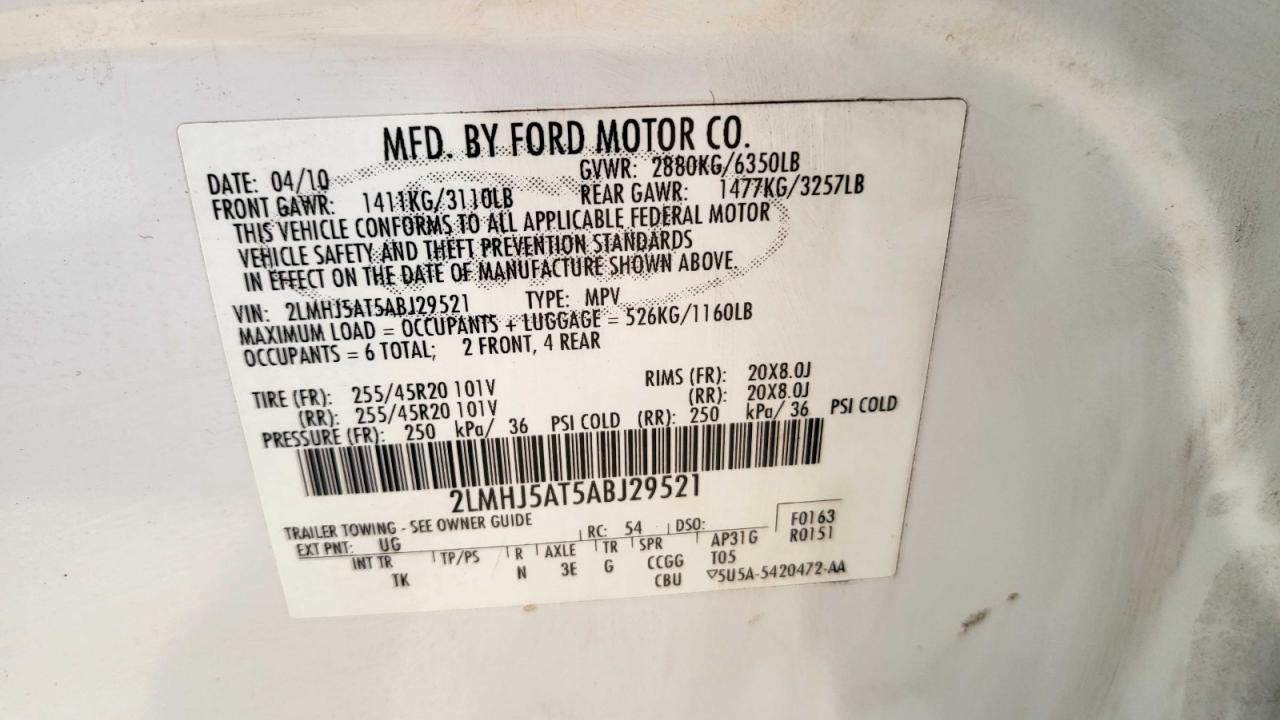 MFD. BY FORD MOTOR CO.
DATE: 04/10 GVWR: 2880KG/6350LB
FRONT GAWR: 1411KG/3110LB REAR GAWR: 1477KG/3257LB
THIS VEHICLE CONFORMS TO ALL APPLICABLE FEDERAL MOTOR
VEHICLE SAFETY AND THEFT PREVENTION STANDARDS
IN EFFECT ON THE DATE OF MANUFACTURE SHOWN ABOVE.
VIN: 2LMHJ5AT5ABJ29521 TYPE: MPV
MAXIMUM LOAD = OCCUPANTS + LUGGAGE = 526KG/1160LB
OCCUPANTS = 6 TOTAL; 2 FRONT, 4 REAR
TIRE (FR): 255/45R20 101V RIMS (FR): 20X8.0J
(RR): 255/45R20 101V (RR): 20X8.0J
PRESSURE (FR): 250 kPa/ 36 PSI COLD (RR): 250 kPa/ 36 PSI COLD
2LMHJ5AT5ABJ29521
TRAILER TOWING - SEE OWNER GUIDE
EXT PNT: UG RC: 54 DSO: F0163
R0151
INT TR TP/PS R AXLE TR SPR AP31G
TK N 3E G CCGG T05
CBU ▽5U5A-5420472-AA